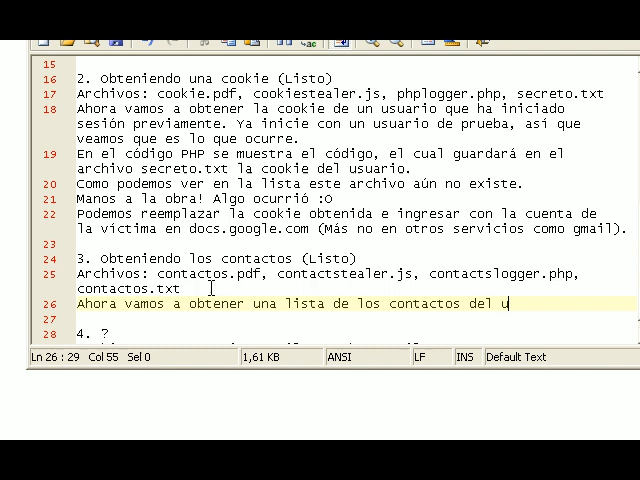 15
16 2. Obteniendo una cookie (Listo)
17 Archivos: cookie.pdf, cookiestealer.js, phplogger.php, secreto.txt
18 Ahora vamos a obtener la cookie de un usuario que ha iniciado
sesión previamente. Ya inicie con un usuario de prueba, así que
veamos que es lo que ocurre.
19 En el código PHP se muestra el código, el cual guardará en el
archivo secreto.txt la cookie del usuario.
20 Como podemos ver en la lista este archivo aún no existe.
21 Manos a la obra! Algo ocurrió :O
22 Podemos reemplazar la cookie obtenida e ingresar con la cuenta de
la víctima en docs.google.com (Más no en otros servicios como gmail).
23
24 3. Obteniendo los contactos (Listo)
25 Archivos: contactos.pdf, contactstealer.js, contactslogger.php,
contactos.txt
26 Ahora vamos a obtener una lista de los contactos del u
27
28 4. ?
Ln 26 : 29 Col 55 Sel 0 1,61 KB ANSI LF INS Default Text